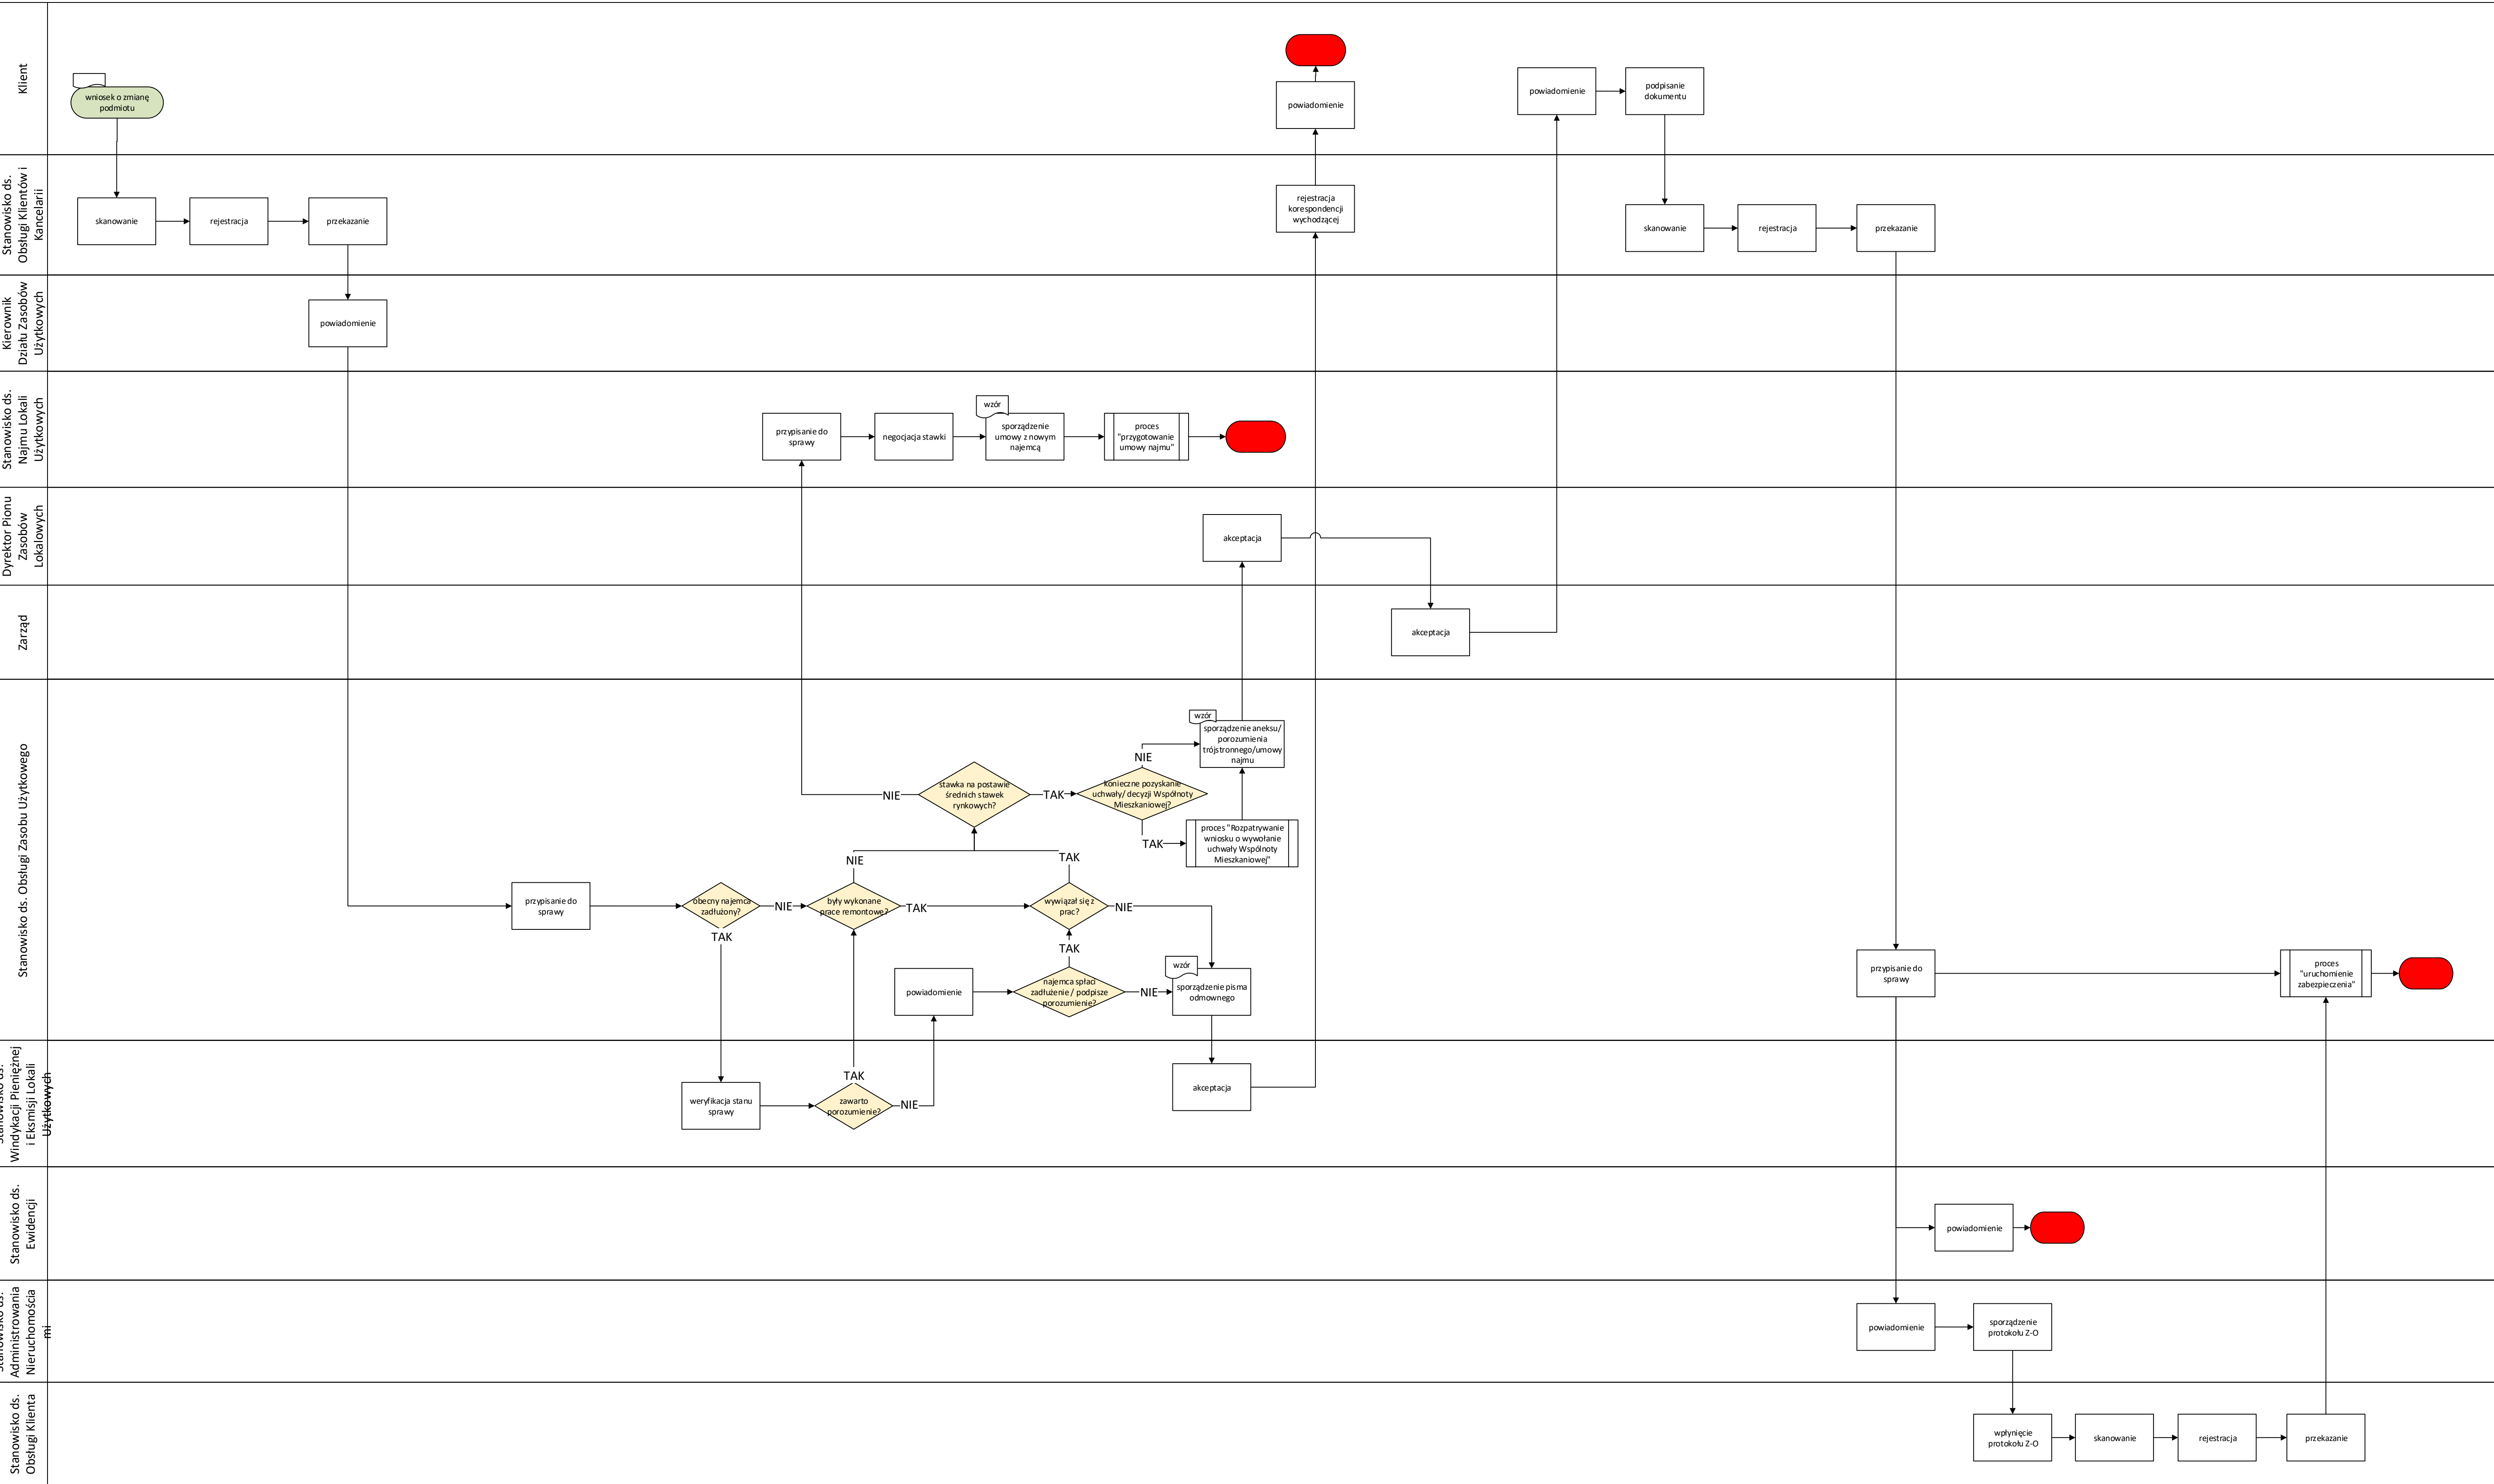 Klient
wniosek o zmianę
podmiotu
powiadomienie
powiadomienie
podpisanie
dokumentu
Stanowisko ds.
Obsługi Klientów i
Kancelarii
skanowanie
rejestracja
przekazanie
rejestracja
korespondencji
wychodzącej
skanowanie
rejestracja
przekazanie
Kierownik
Działu Zasobów
Użytkowych
powiadomienie
Stanowisko ds.
Najmu Lokali
Użytkowych
przypisanie do
sprawy
negocjacja stawki
wzór
sporządzenie
umowy z nowym
najemcą
proces
"przygotowanie
umowy najmu"
Dyrektor Pionu
Zasobów
Lokalowych
akceptacja
Zarząd
akceptacja
Stanowisko ds. Obsługi Zasobu Użytkowego
wzór
sporządzenie aneksu/
porozumienia
trójstronnego/umowy
najmu
NIE
stawka na postawie
średnich stawek
rynkowych?
NIE
TAK
konieczne pozyskanie
uchwały/ decyzji Wspólnoty
Mieszkaniowej?
TAK
proces "Rozpatrywanie
wniosku o wywołanie
uchwały Wspólnoty
Mieszkaniowej"
NIE
TAK
przypisanie do
sprawy
obecny najemca
zadłużony?
NIE
były wykonane
prace remontowe?
TAK
wywiązał się z
prac?
NIE
TAK
TAK
powiadomienie
najemca spłaci
zadłużenie / podpisze
porozumienie?
NIE
wzór
sporządzenie pisma
odmownego
przypisanie do
sprawy
proces
"uruchomienie
zabezpieczenia"
Stanowisko ds.
Windykacji Pieniężnej
i Eksmisji Lokali
Użytkowych
weryfikacja stanu
sprawy
TAK
zawarto
porozumienie?
NIE
akceptacja
Stanowisko ds.
Ewidencji
powiadomienie
Stanowisko ds.
Administrowania
Nieruchomościa
mi
powiadomienie
sporządzenie
protokołu Z-O
Stanowisko ds.
Obsługi Klienta
wpłynięcie
protokołu Z-O
skanowanie
rejestracja
przekazanie